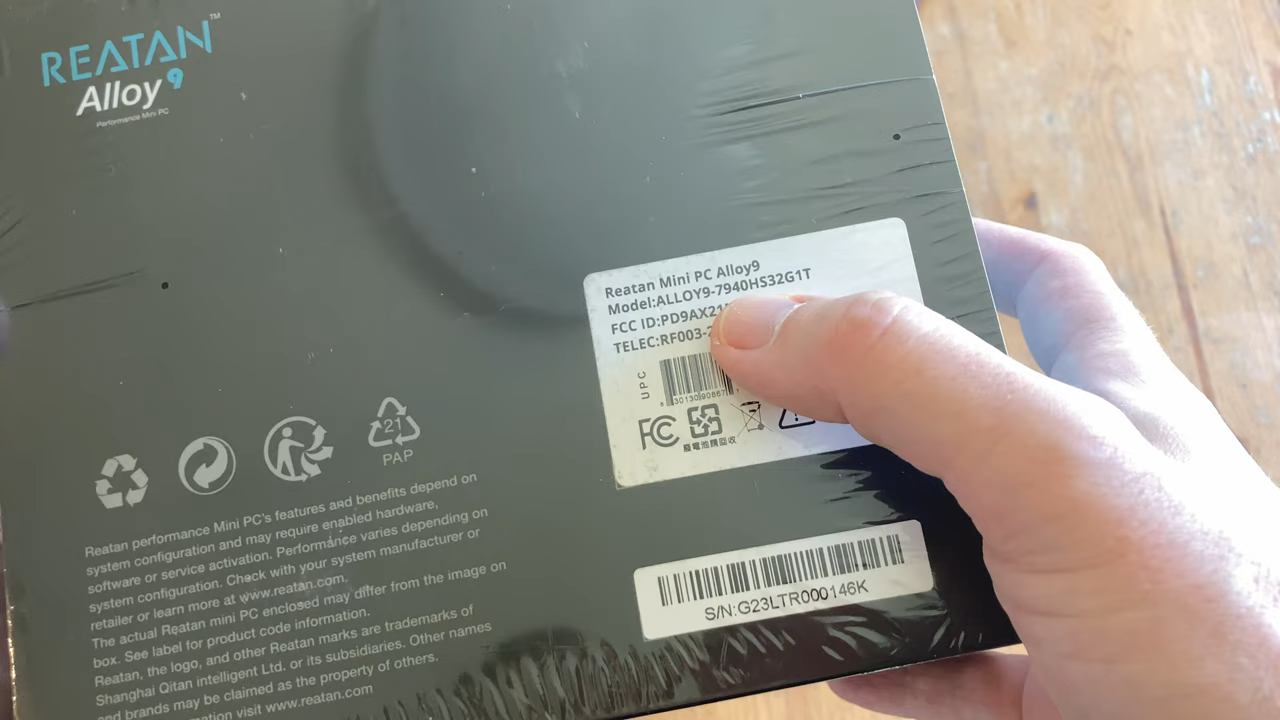 REATAN™
Alloy 9
Performance Mini PC
Reatan Mini PC Alloy9
Model:ALLOY9-7940HS32G1T
FCC ID:PD9AX21
TELEC:RF003-2
UPC
30130 90867
FC
廢電池請回收
21
PAP
Reatan performance Mini PC's features and benefits depend on
system configuration and may require enabled hardware,
software or service activation. Performance varies depending on
system configuration. Check with your system manufacturer or
retailer or learn more at www.reatan.com.
The actual Reatan mini PC enclosed may differ from the image on
box. See label for product code information.
Reatan, the logo, and other Reatan marks are trademarks of
Shanghai Qitan intelligent Ltd. or its subsidiaries. Other names
and brands may be claimed as the property of others.
visit www.reatan.com
S/N:G23LTR000146K